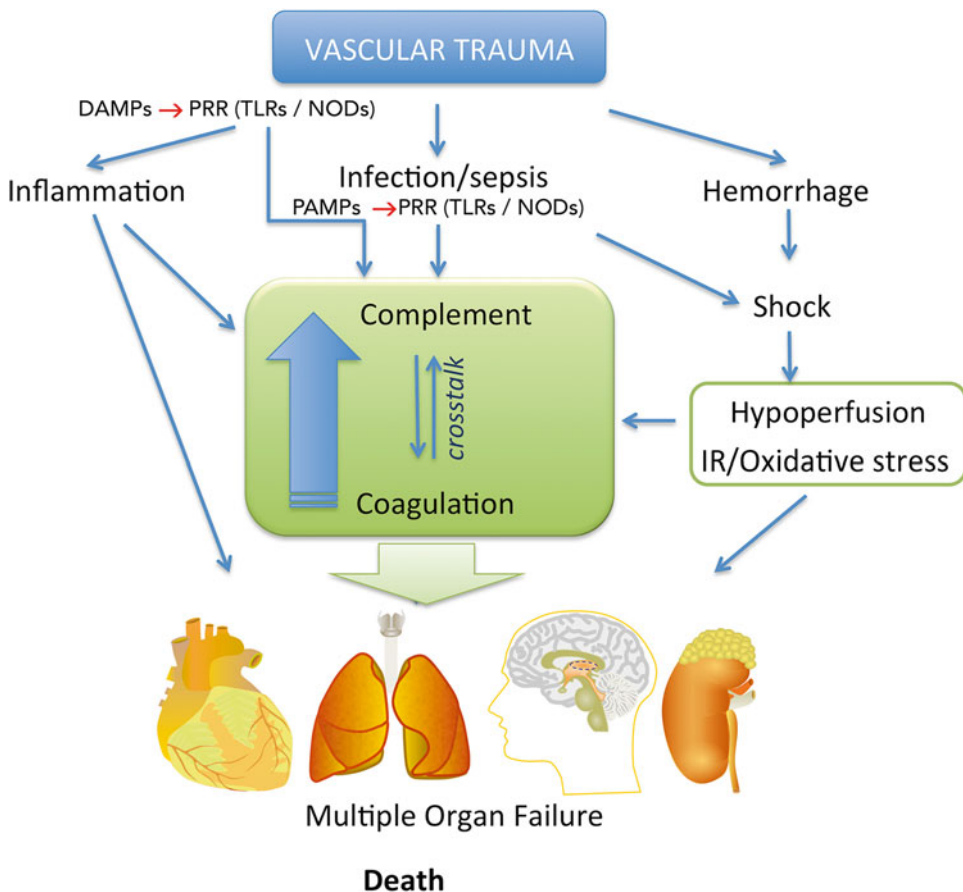 VASCULAR TRAUMA
DAMPs → PRR (TLRs / NODs)
Inflammation
Infection/sepsis
PAMPs → PRR (TLRs / NODs)
Hemorrhage
Shock
Complement
crosstalk
Coagulation
Hypoperfusion
IR/Oxidative stress
Multiple Organ Failure
Death